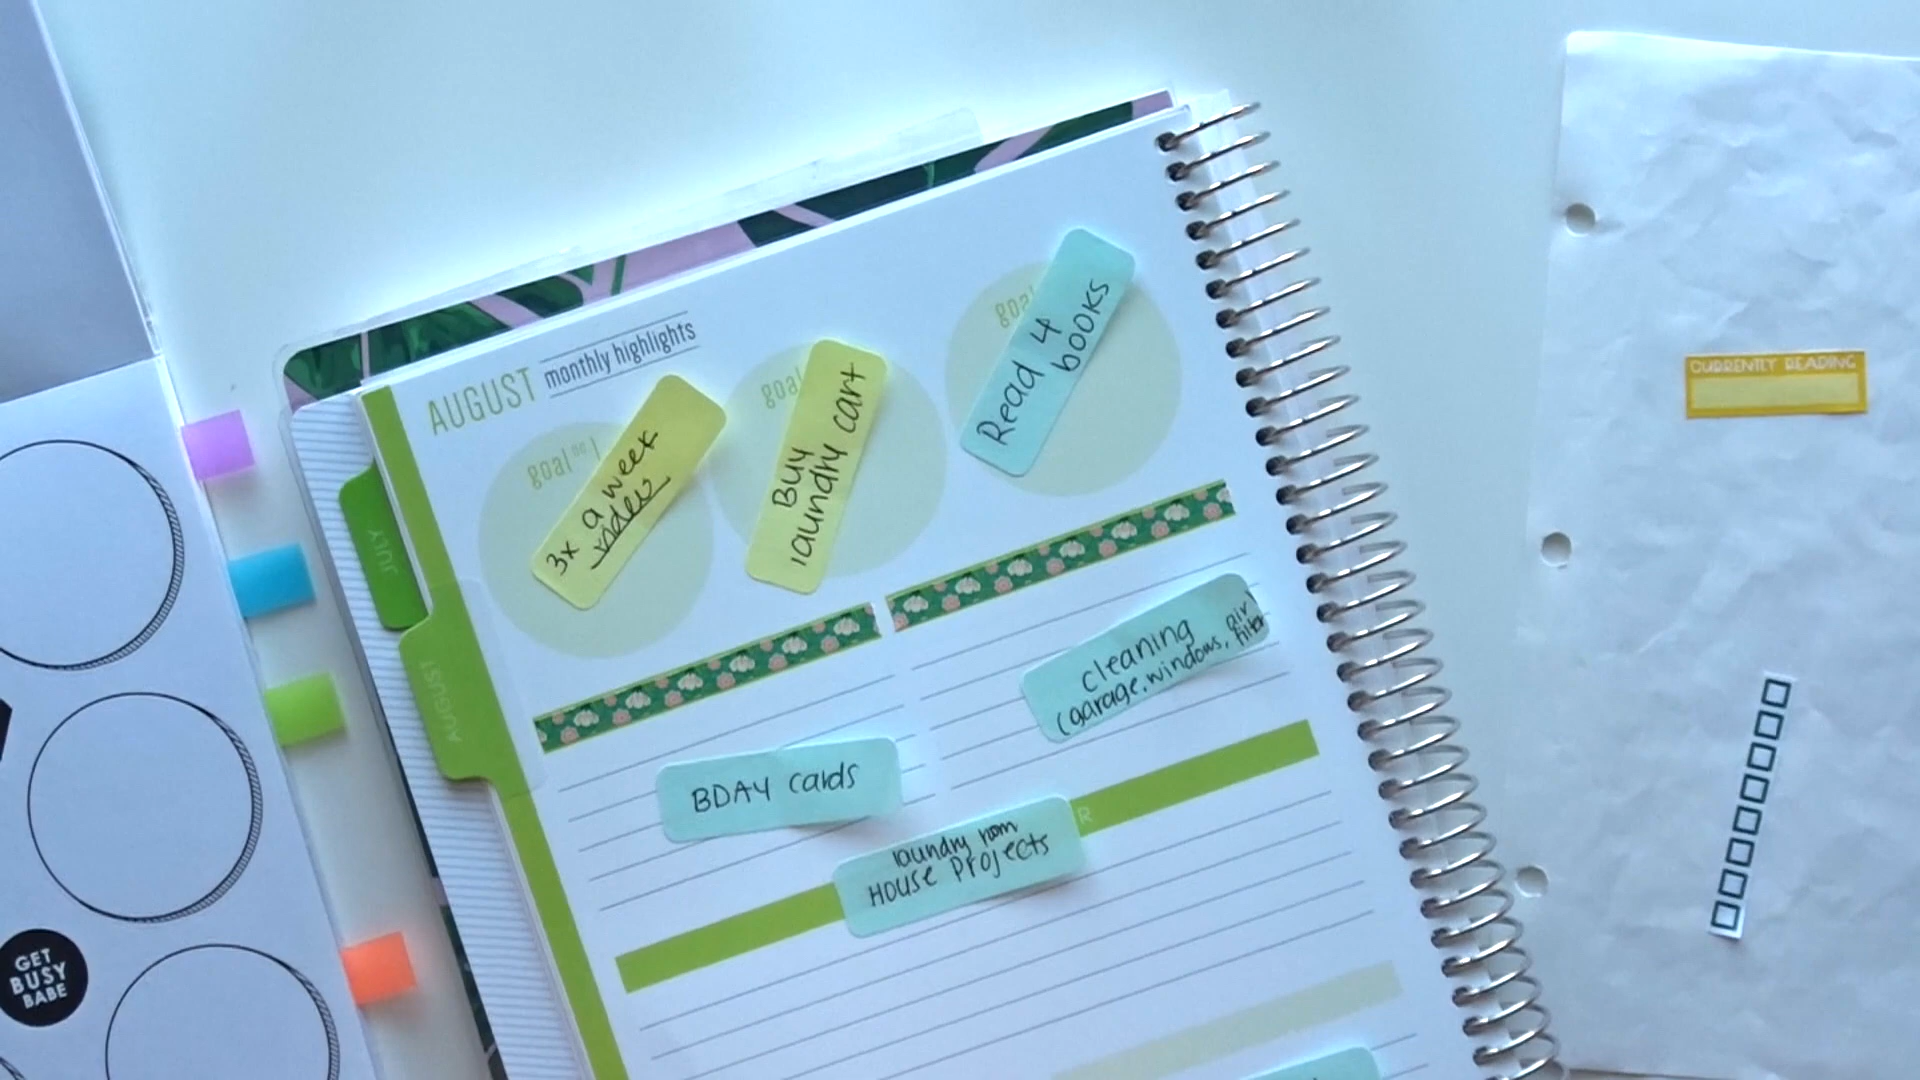 AUGUST monthly highlights
goal no 1
3x a week
video
goal
BUY
laundry cart
goal
Read 4
books
JULY
AUGUST
cleaning
(garage, windows, air
filter)
BDAY cards
R
laundry room
HOUSE PROJECTS
GET
BUSY
BABE
CURRENTLY READING